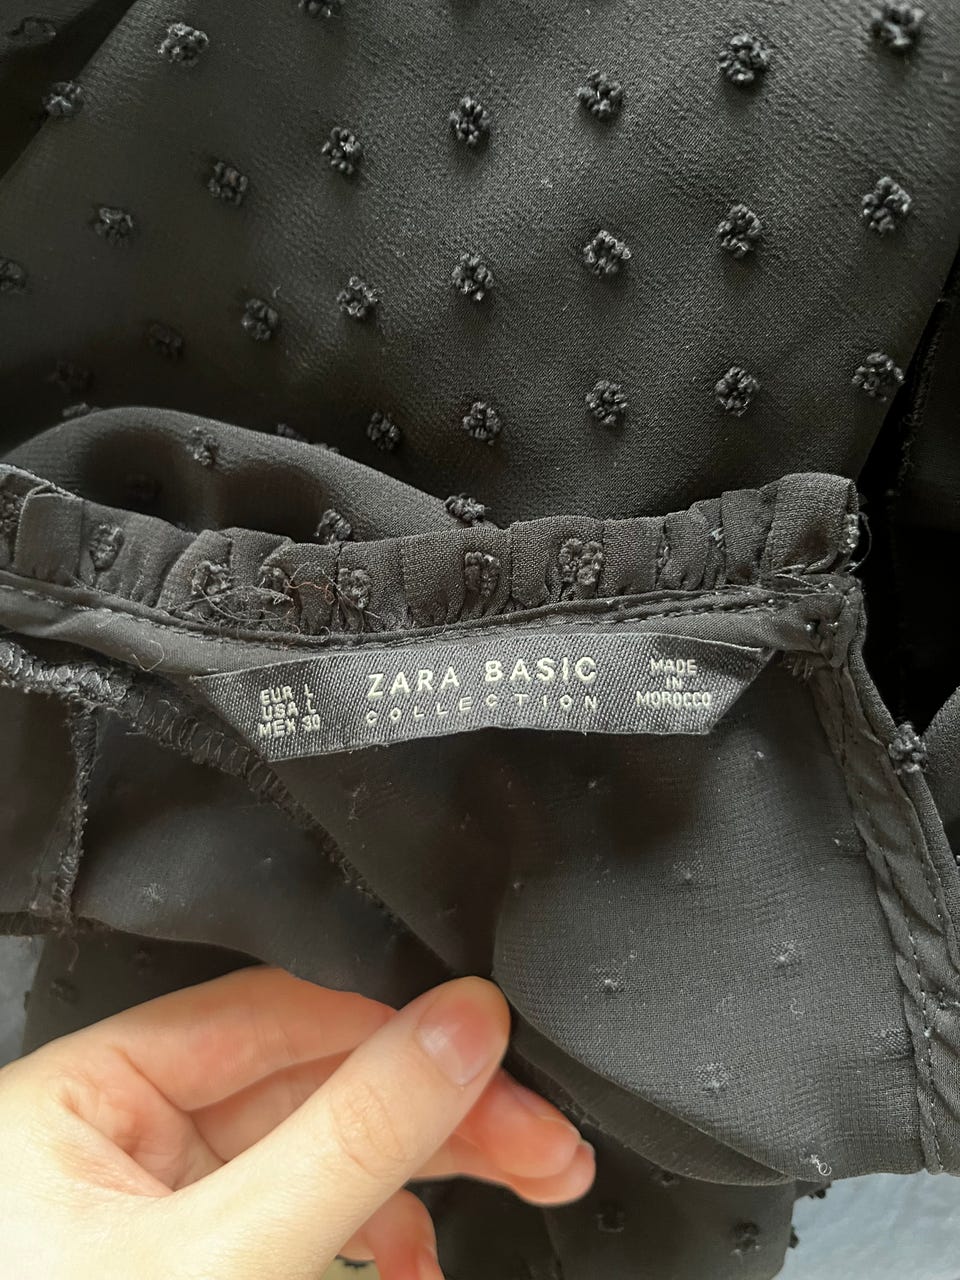 EUR L
USA L
MEX 30
ZARA BASIC
COLLECTION
MADE
IN
MOROCCO